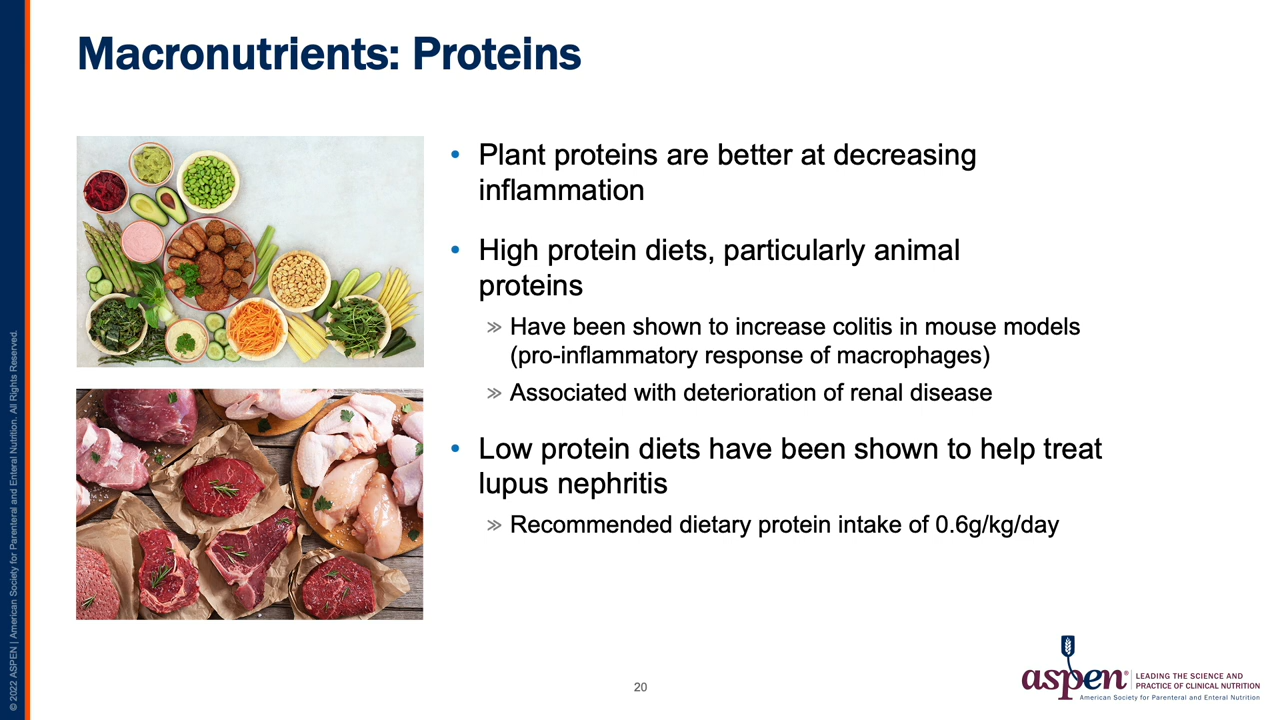 Macronutrients: Proteins
• Plant proteins are better at decreasing
inflammation
• High protein diets, particularly animal
proteins
» Have been shown to increase colitis in mouse models
(pro-inflammatory response of macrophages)
» Associated with deterioration of renal disease
• Low protein diets have been shown to help treat
lupus nephritis
» Recommended dietary protein intake of 0.6g/kg/day
© 2022 ASPEN | American Society for Parenteral and Enteral Nutrition. All Rights Reserved.
20
aspen®
LEADING THE SCIENCE AND
PRACTICE OF CLINICAL NUTRITION
American Society for Parenteral and Enteral Nutrition